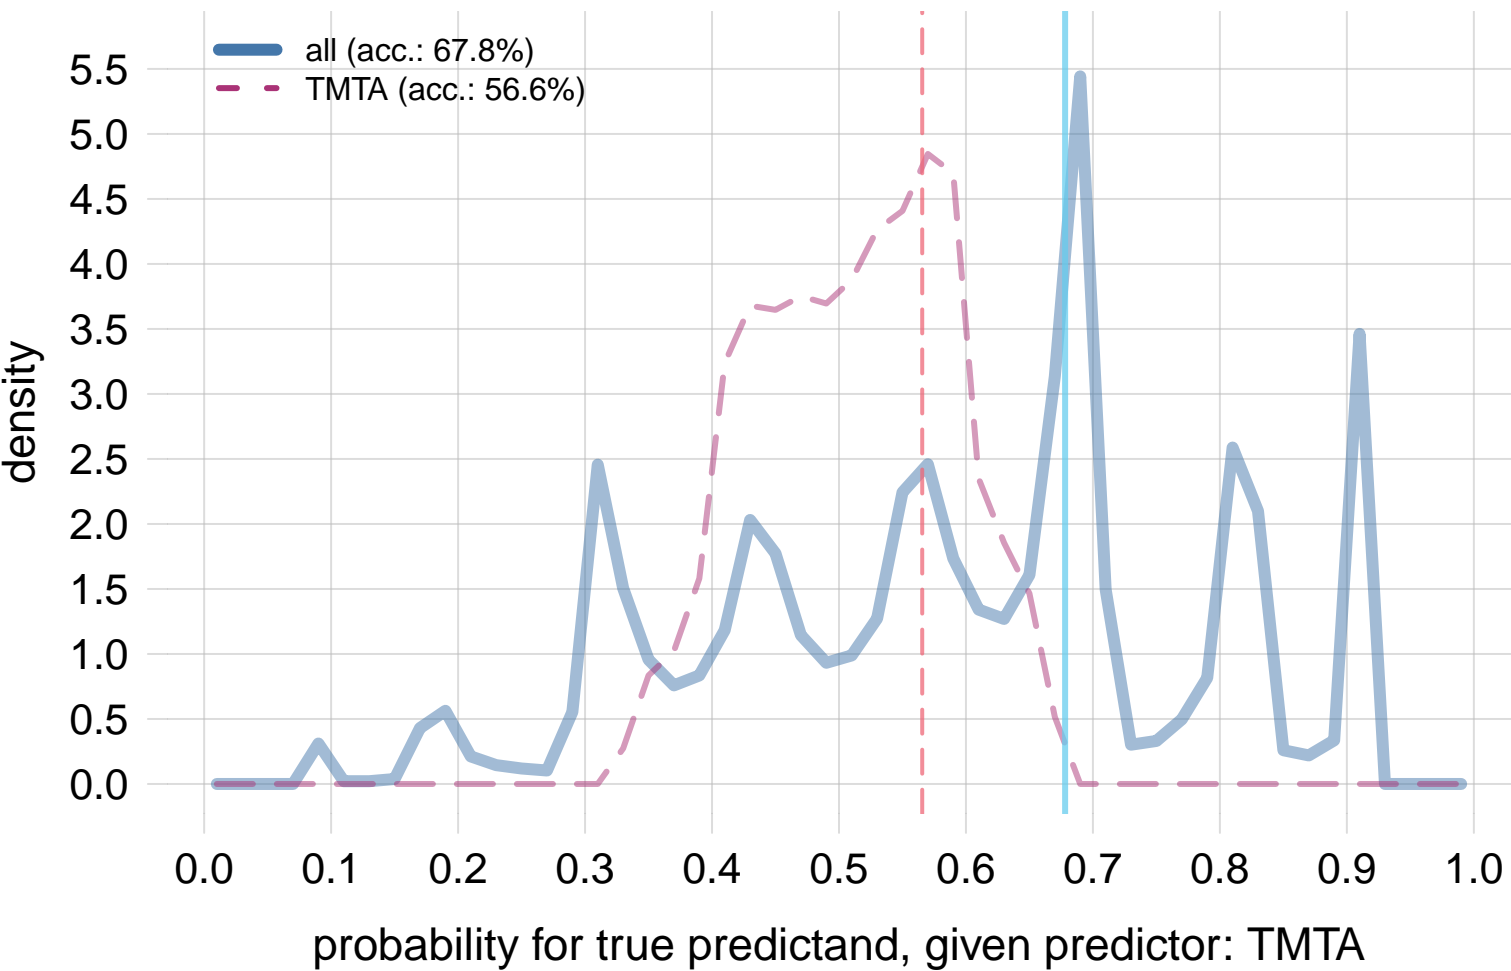 all (acc.: 67.8%)
TMTA (acc.: 56.6%)
5.5
5.0
4.5
4.0
3.5
3.0
2.5
2.0
1.5
1.0
0.5
0.0
density
0.0 0.1 0.2 0.3 0.4 0.5 0.6 0.7 0.8 0.9 1.0
probability for true predictand, given predictor: TMTA